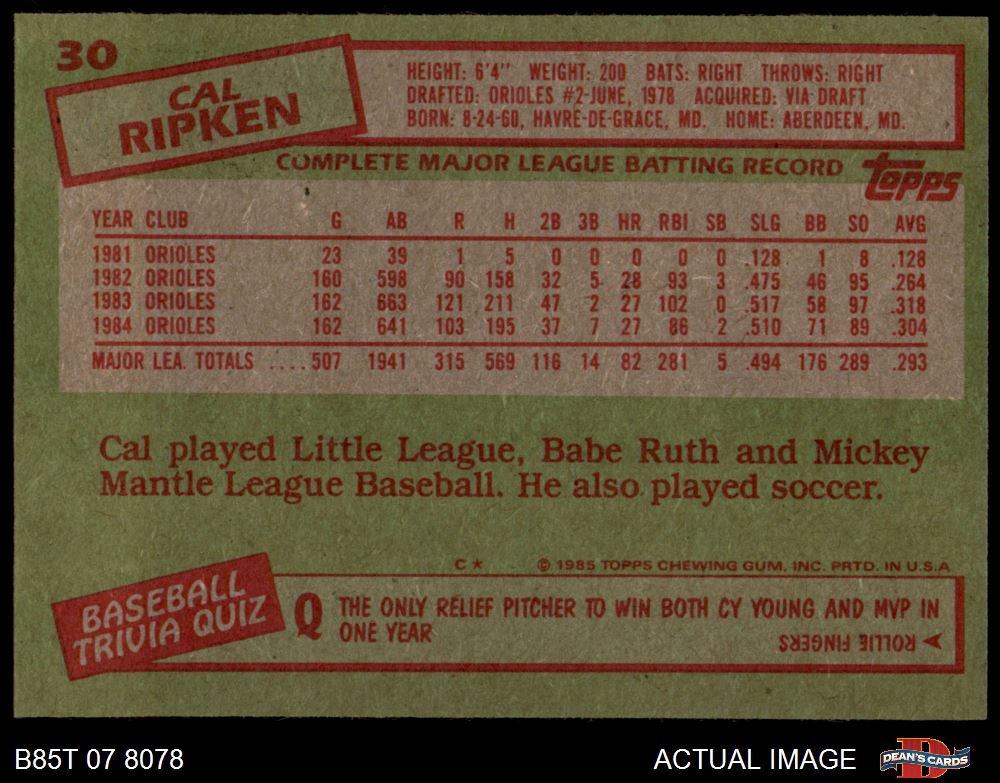 30
CAL
RIPKEN
HEIGHT: 6'4" WEIGHT: 200 BATS: RIGHT THROWS: RIGHT
DRAFTED: ORIOLES #2-JUNE, 1978 ACQUIRED: VIA DRAFT
BORN: 8-24-60, HAVRE-DE-GRACE, MD. HOME: ABERDEEN, MD.
COMPLETE MAJOR LEAGUE BATTING RECORD
TOPPS
YEAR CLUB G AB R H 2B 3B HR RBI SB SLG BB SO AVG
1981 ORIOLES 23 39 1 5 0 0 0 0 0 .128 1 8 .128
1982 ORIOLES 160 598 90 158 32 5 28 93 3 .475 46 95 .264
1983 ORIOLES 162 663 121 211 47 2 27 102 0 .517 58 97 .318
1984 ORIOLES 162 641 103 195 37 7 27 86 2 .510 71 89 .304
MAJOR LEA. TOTALS ....507 1941 315 569 116 14 82 281 5 .494 176 289 .293
Cal played Little League, Babe Ruth and Mickey
Mantle League Baseball. He also played soccer.
C* © 1985 TOPPS CHEWING GUM, INC. PRTD. IN U.S.A.
BASEBALL
TRIVIA QUIZ
Q THE ONLY RELIEF PITCHER TO WIN BOTH CY YOUNG AND MVP IN
ONE YEAR
ROLLIE FINGERS
B85T 07 8078
ACTUAL IMAGE
DEAN'S CARDS